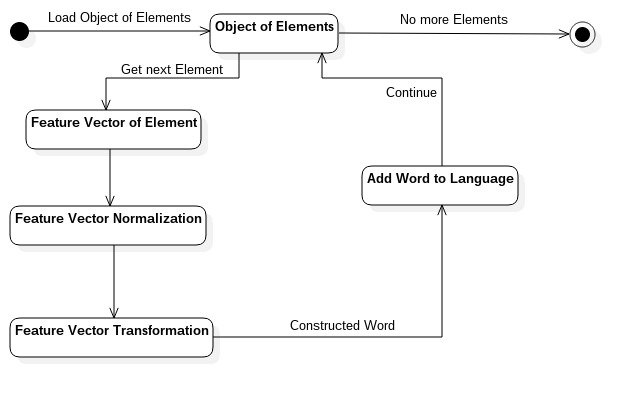 Load Object of Elements
Object of Elements
No more Elements
Get next Element
Continue
Feature Vector of Element
Add Word to Language
Feature Vector Normalization
Feature Vector Transformation
Constructed Word